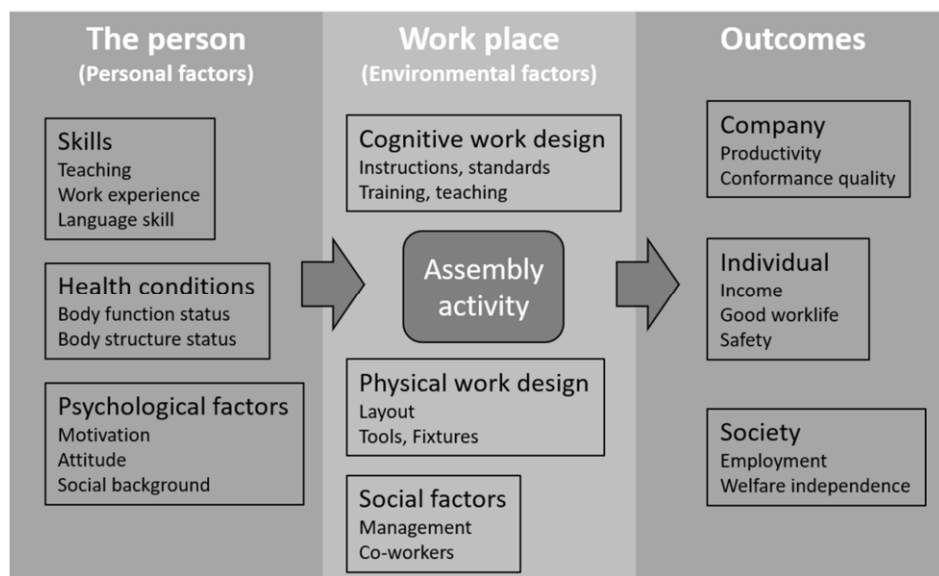 The person
(Personal factors)
Skills
Teaching
Work experience
Language skill
Health conditions
Body function status
Body structure status
Psychological factors
Motivation
Attitude
Social background
Work place
(Environmental factors)
Cognitive work design
Instructions, standards
Training, teaching
Assembly
activity
Physical work design
Layout
Tools, Fixtures
Social factors
Management
Co-workers
Outcomes
Company
Productivity
Conformance quality
Individual
Income
Good worklife
Safety
Society
Employment
Welfare independence